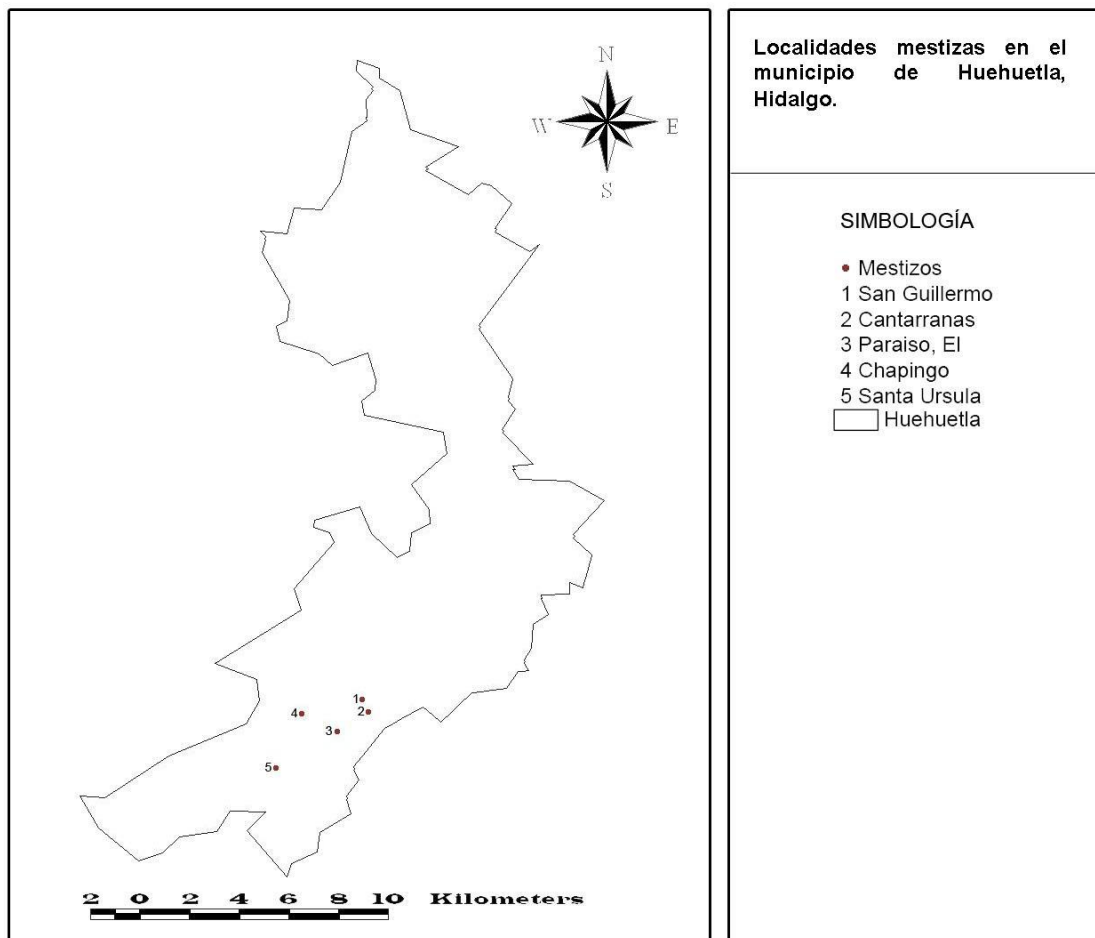 N
W E
S
1
2
4
3
5
2 0 2 4 6 8 10 Kilometers
Localidades mestizas en el
municipio de Huehuetla,
Hidalgo.
SIMBOLOGÍA
Mestizos
1 San Guillermo
2 Cantarranas
3 Paraiso, El
4 Chapingo
5 Santa Ursula
Huehuetla